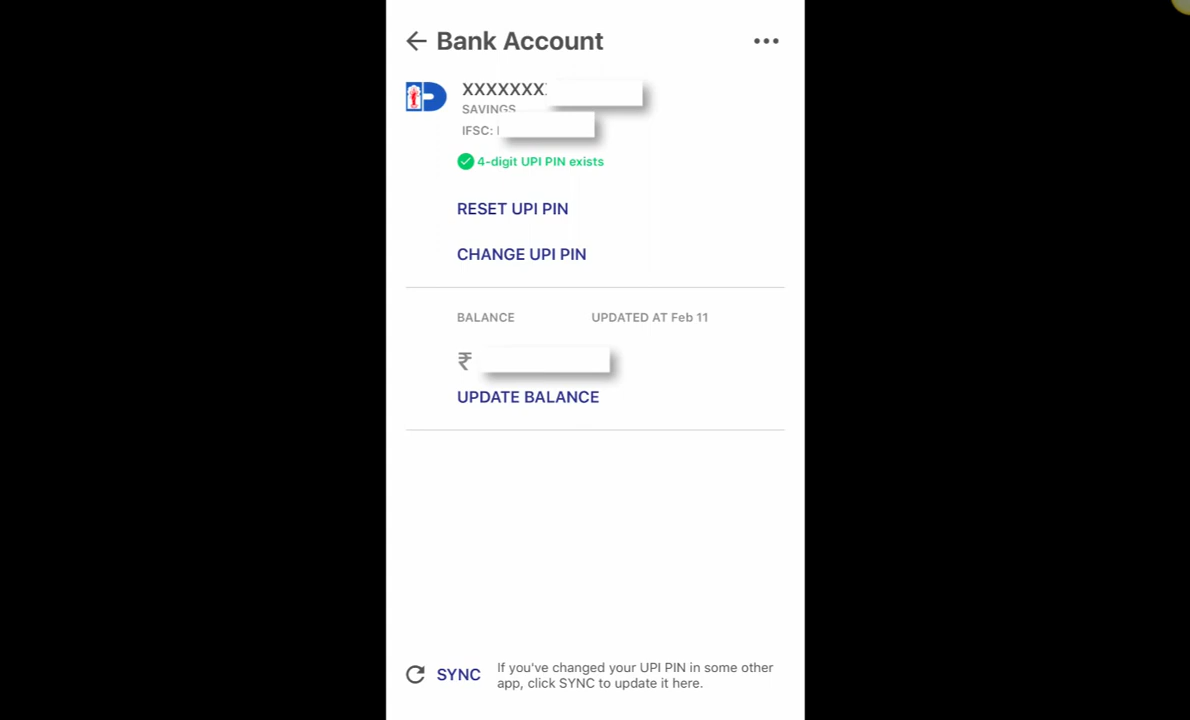 Bank Account
XXXXXXX
SAVINGS
IFSC:
4-digit UPI PIN exists
RESET UPI PIN
CHANGE UPI PIN
BALANCE UPDATED AT Feb 11
₹
UPDATE BALANCE
SYNC
If you've changed your UPI PIN in some other
app, click SYNC to update it here.